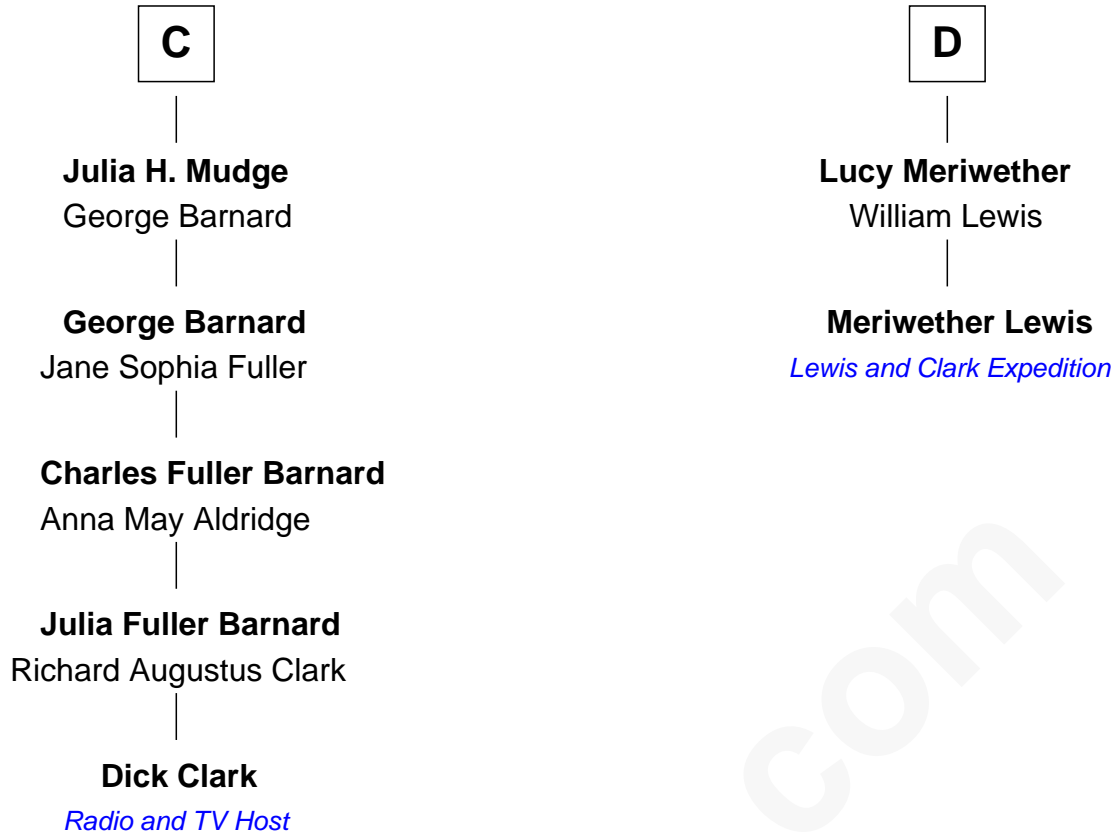 C
Julia H. Mudge
George Barnard
George Barnard
Jane Sophia Fuller
Charles Fuller Barnard
Anna May Aldridge
Julia Fuller Barnard
Richard Augustus Clark
Dick Clark
Radio and TV Host
D
Lucy Meriwether
William Lewis
Meriwether Lewis
Lewis and Clark Expedition
com